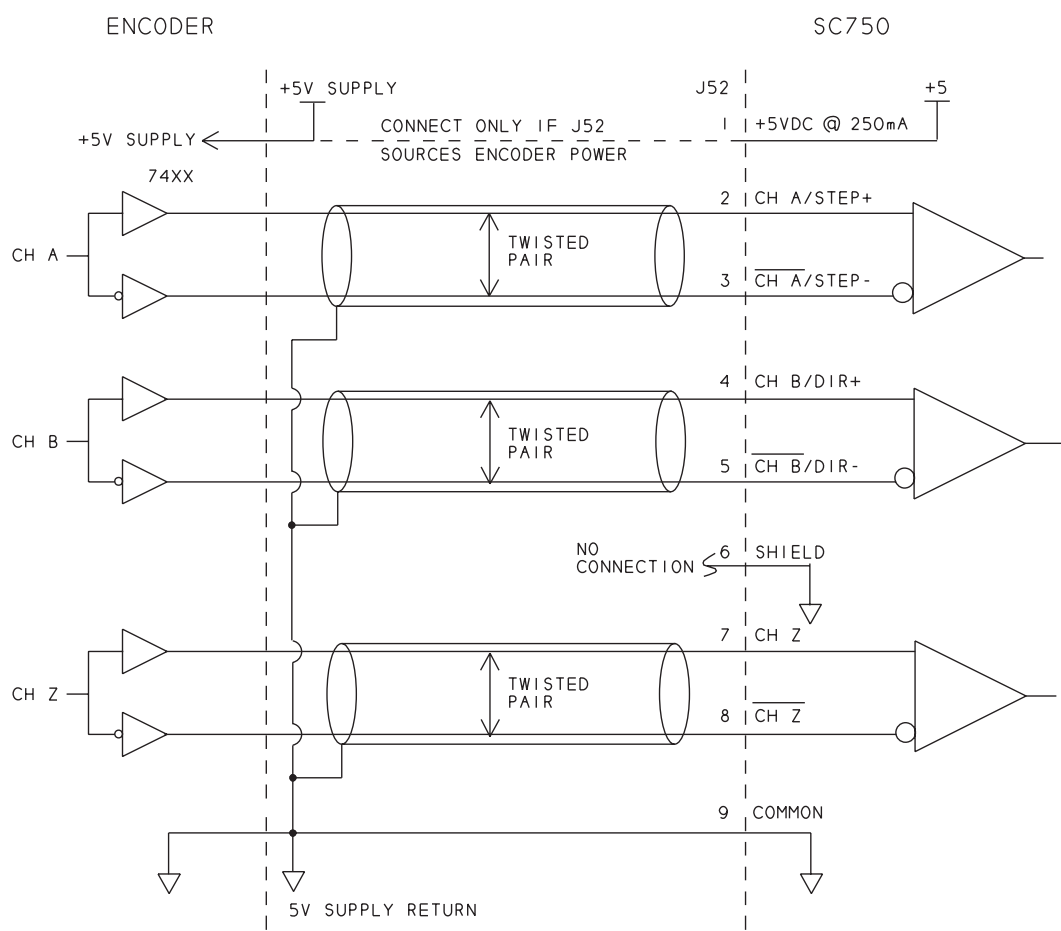 ENCODER
SC750
+5V SUPPLY
J52
+5
+5V SUPPLY
CONNECT ONLY IF J52
SOURCES ENCODER POWER
1
+5VDC @ 250mA
74XX
2
CH A/STEP+
CH A
TWISTED
PAIR
3
CH A/STEP-
4
CH B/DIR+
CH B
TWISTED
PAIR
5
CH B/DIR-
NO
CONNECTION
6
SHIELD
7
CH Z
CH Z
TWISTED
PAIR
8
CH Z
9
COMMON
5V SUPPLY RETURN